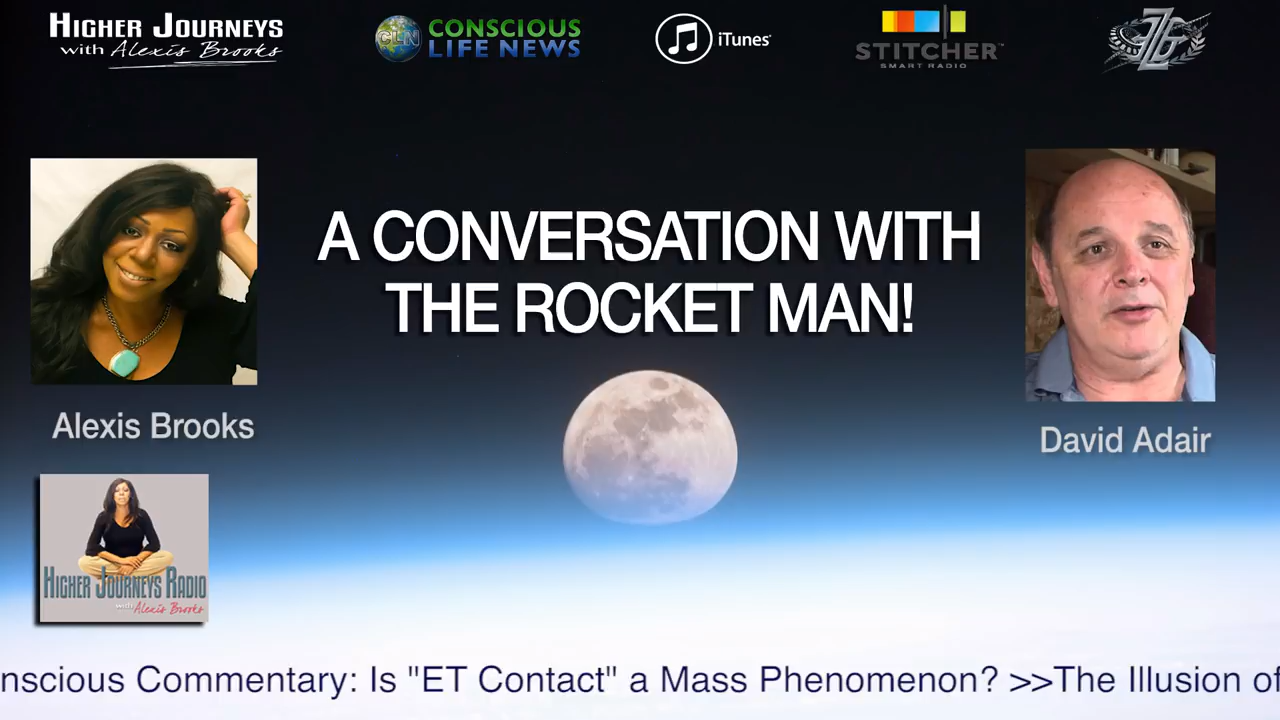 HIGHER JOURNEYS
with Alexis Brooks
CLN
CONSCIOUS
LIFE NEWS
iTunes
STITCHER
SMART RADIO
A CONVERSATION WITH
THE ROCKET MAN!
Alexis Brooks
David Adair
HIGHER JOURNEYS RADIO
with Alexis Brooks
nscious Commentary: Is "ET Contact" a Mass Phenomenon? >>The Illusion of